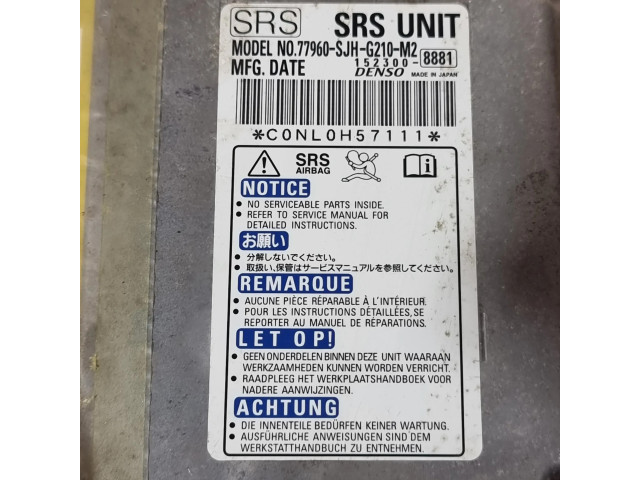 SRS SRS UNIT
MODEL NO.77960-SJH-G210-M2
MFG. DATE 152300-8881
DENSO MADE IN JAPAN
*C0NL0H57111*
SRS
AIRBAG
NOTICE
● NO SERVICEABLE PARTS INSIDE.
● REFER TO SERVICE MANUAL FOR
DETAILED INSTRUCTIONS.
お願い
● 分解しないでください。
● 取扱い、保管はサービスマニュアルを参照してください。
REMARQUE
● AUCUNE PIÈCE RÉPARABLE À L'INTÉRIEUR.
● POUR LES INSTRUCTIONS DÉTAILLÉES, SE
REPORTER AU MANUEL DE RÉPARATIONS.
LET OP!
● GEEN ONDERDELEN BINNEN DEZE UNIT WAARAAN
WERKZAAMHEDEN KUNNEN WORDEN VERRICHT.
● RAADPLEEG HET WERKPLAATSHANDBOEK VOOR
NADERE AANWIJZINGEN.
ACHTUNG
● DIE INNENTEILE BEDÜRFEN KEINER WARTUNG.
● AUSFÜHRLICHE ANWEISUNGEN SIND DEM
WERKSTATTHANDBUCH ZU ENTNEHMEN.